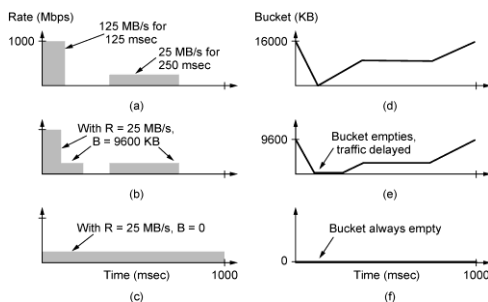 Rate (Mbps)
1000
125 MB/s for
125 msec
25 MB/s for
250 msec
(a)
With R = 25 MB/s,
B = 9600 KB
(b)
With R = 25 MB/s, B = 0
Time (msec)
1000
(c)
Bucket (KB)
16000
(d)
9600
Bucket empties,
traffic delayed
(e)
Bucket always empty
0
Time (msec)
1000
(f)